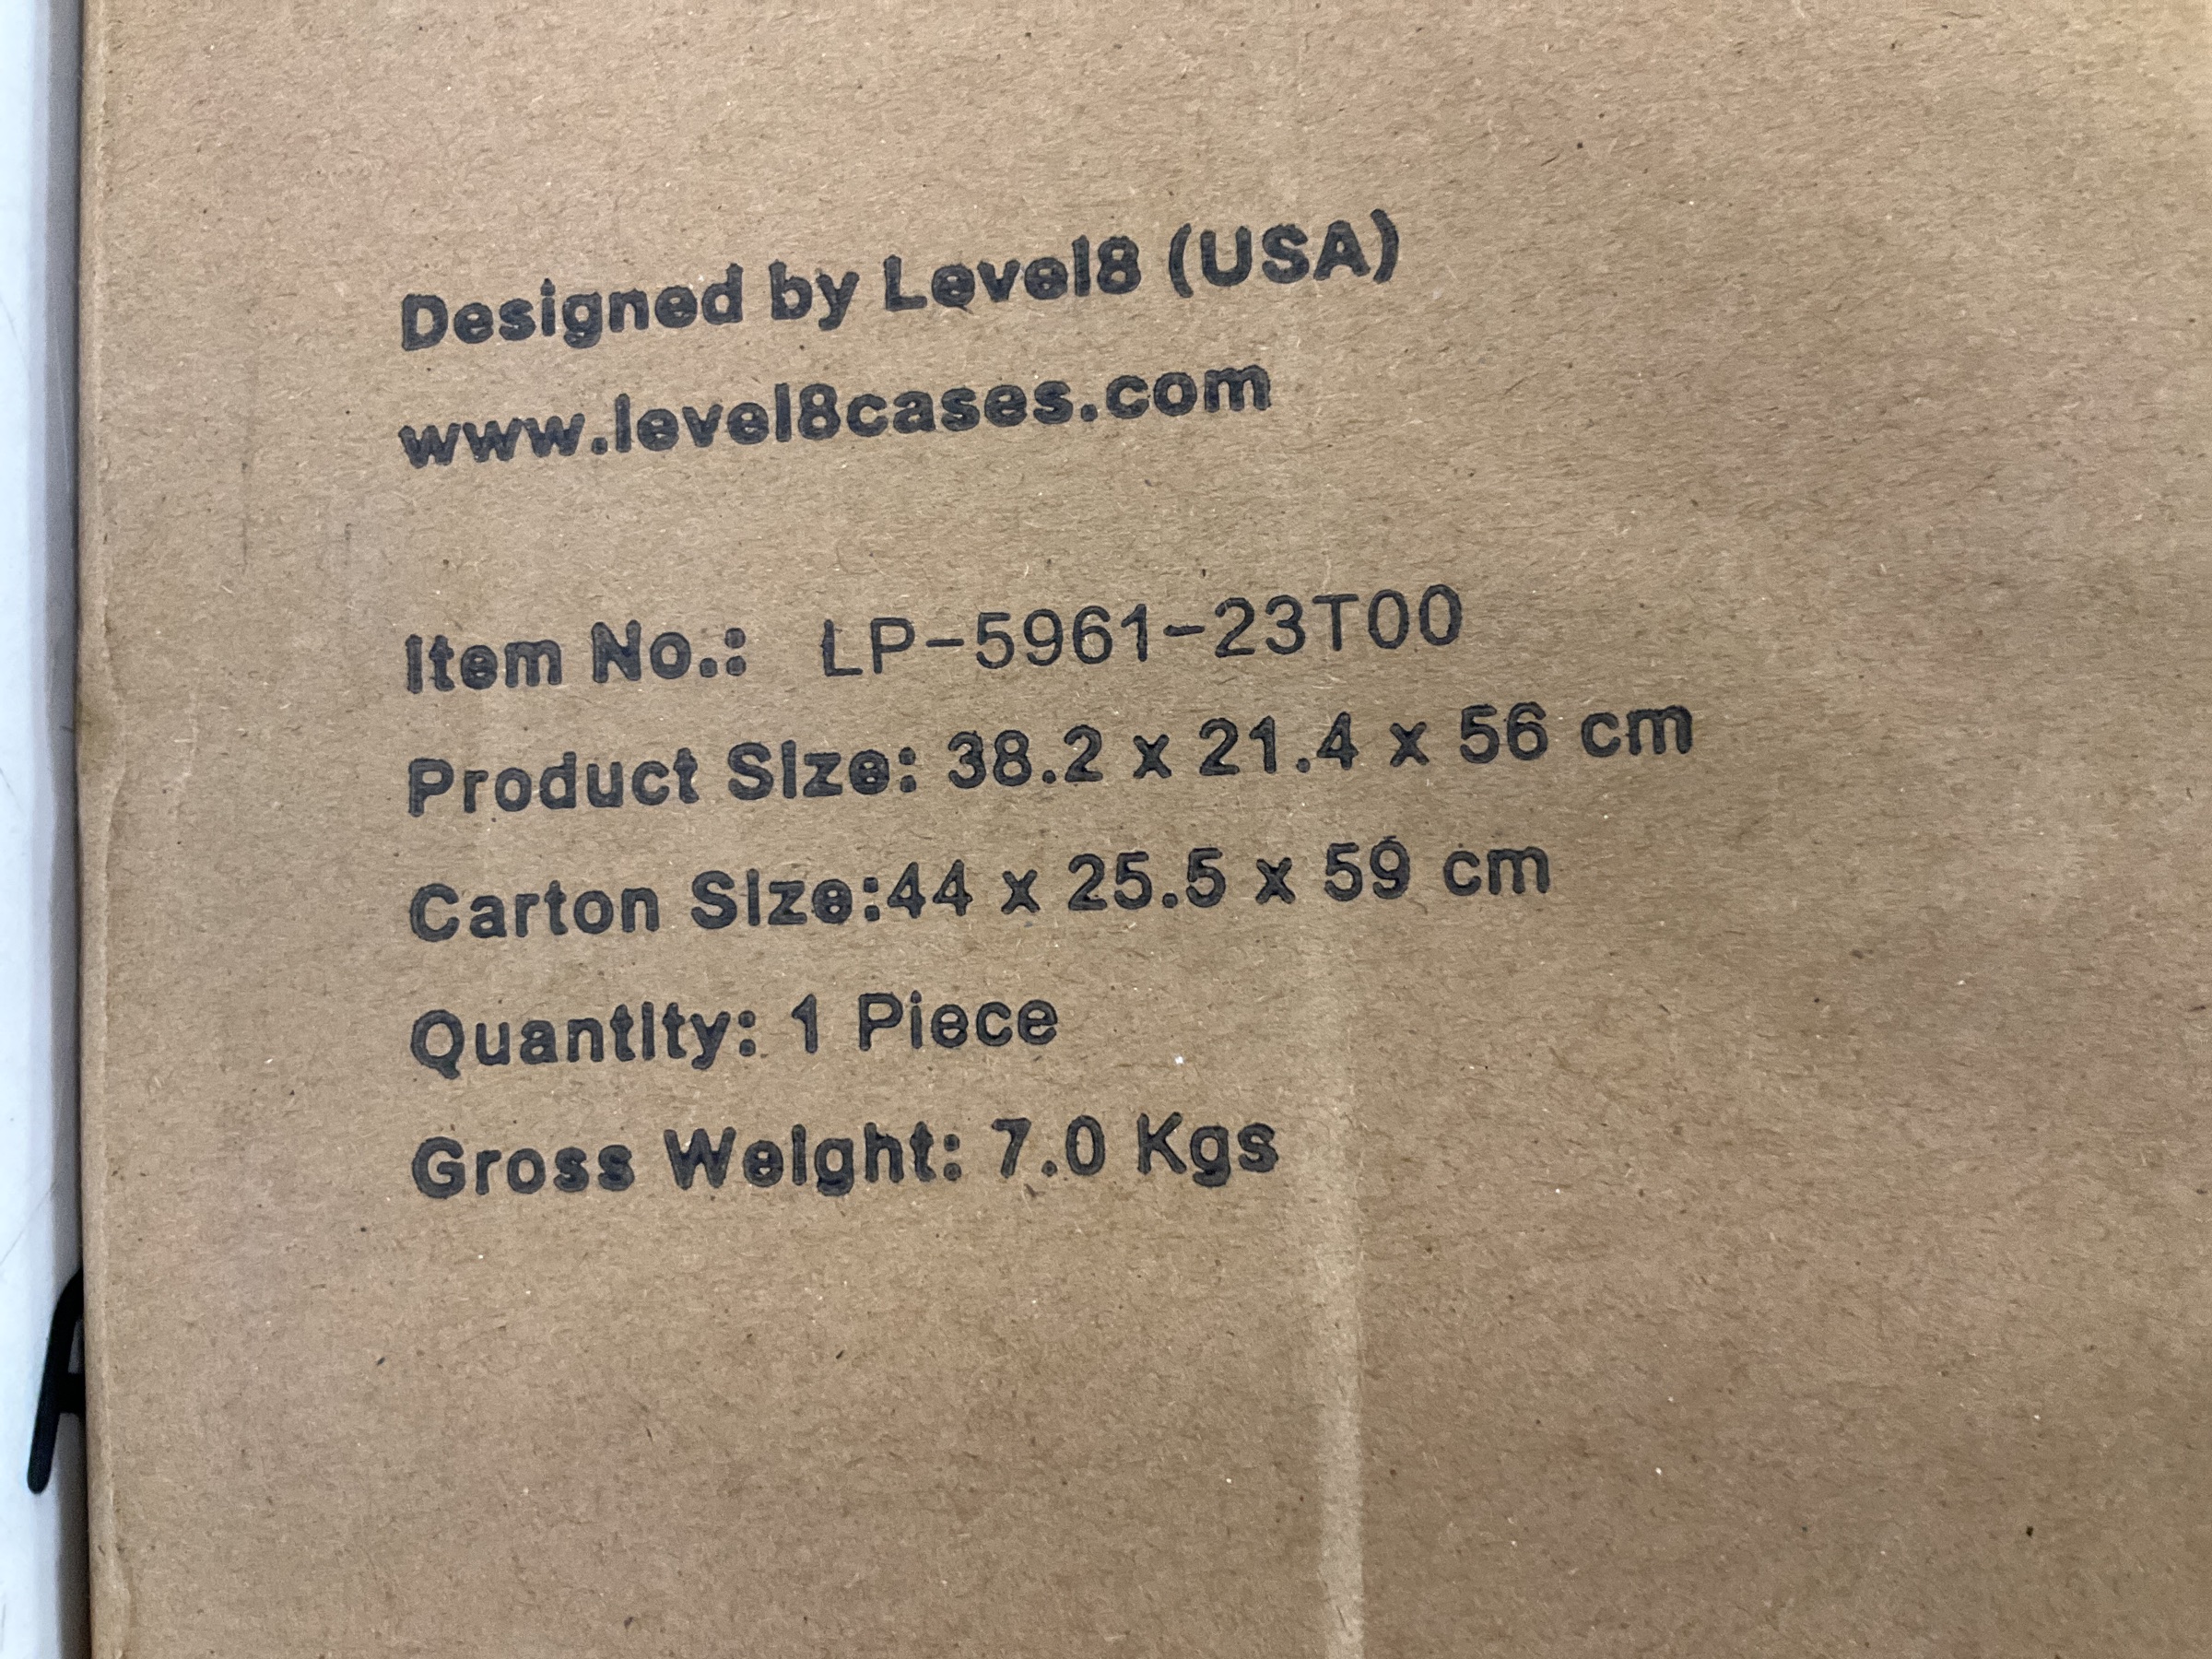 Designed by Level8 (USA)
www.level8cases.com
Item No.: LP-5961-23T00
Product Size: 38.2 x 21.4 x 56 cm
Carton Size:44 x 25.5 x 59 cm
Quantity: 1 Piece
Gross Weight: 7.0 Kgs